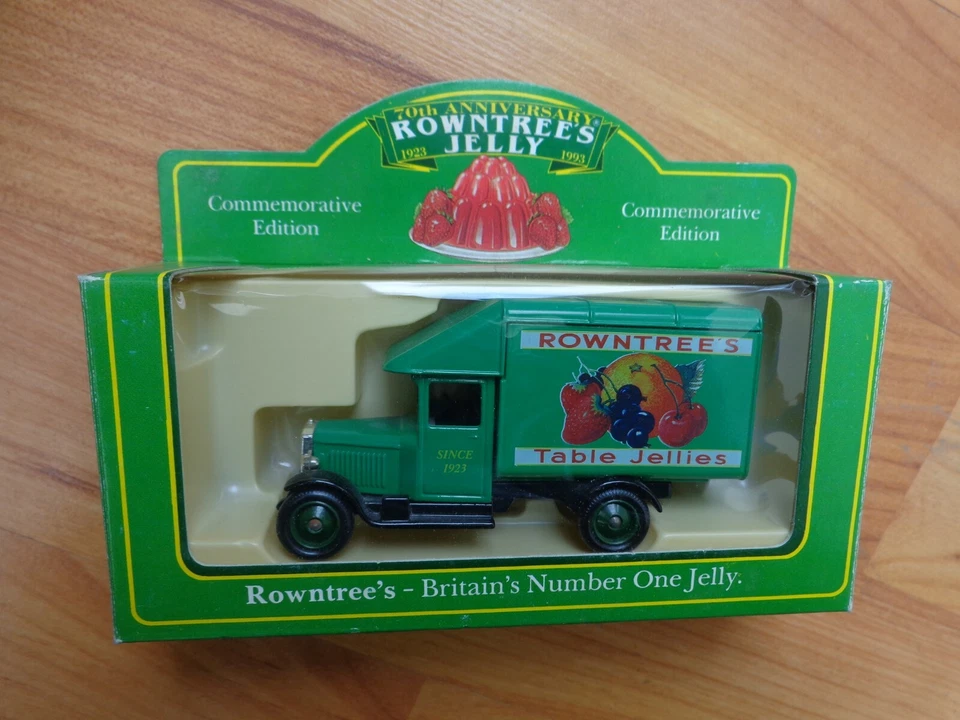 70th ANNIVERSARY
ROWNTREE'S
JELLY
1923
1993
Commemorative
Edition
Commemorative
Edition
ROWNTREE'S
Table Jellies
SINCE
1923
Rowntree's – Britain's Number One Jelly.